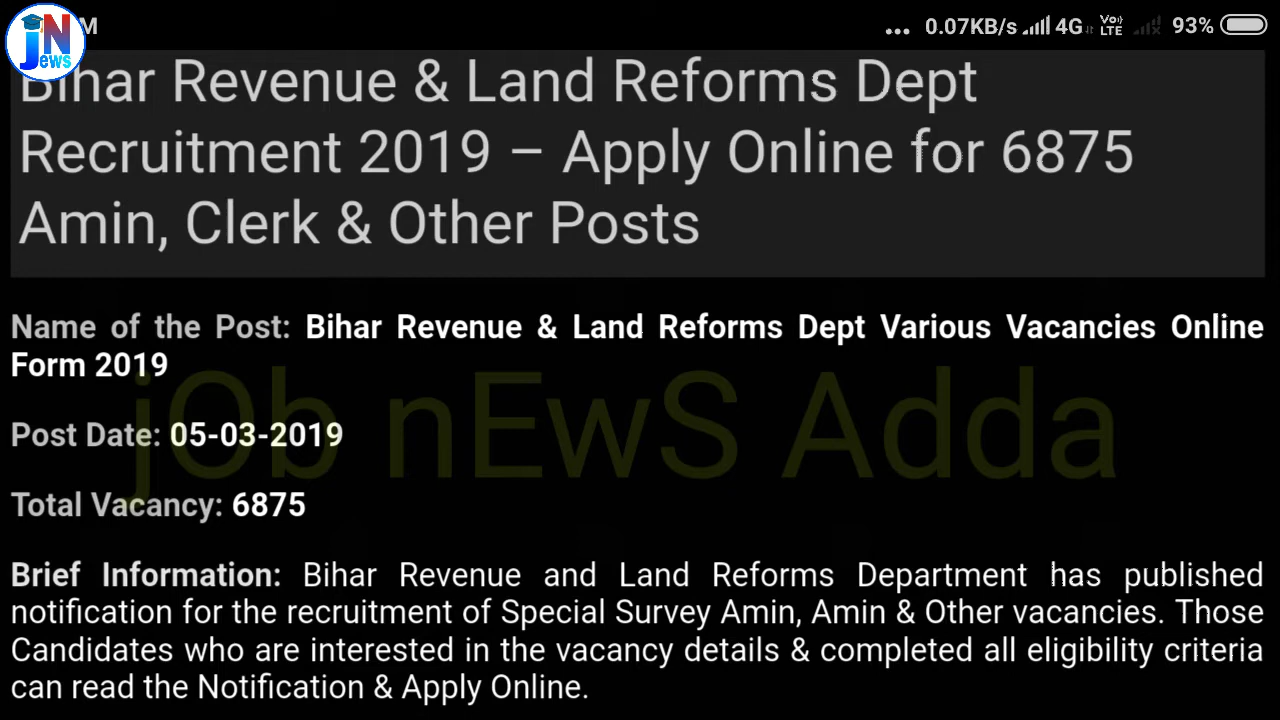 M
... 0.07KB/s 4G Vo) LTE 93%
jN
ews
Bihar Revenue & Land Reforms Dept
Recruitment 2019 – Apply Online for 6875
Amin, Clerk & Other Posts
Name of the Post: Bihar Revenue & Land Reforms Dept Various Vacancies Online
Form 2019
jOb nEwS Adda
Post Date: 05-03-2019
Total Vacancy: 6875
Brief Information: Bihar Revenue and Land Reforms Department has published
notification for the recruitment of Special Survey Amin, Amin & Other vacancies. Those
Candidates who are interested in the vacancy details & completed all eligibility criteria
can read the Notification & Apply Online.